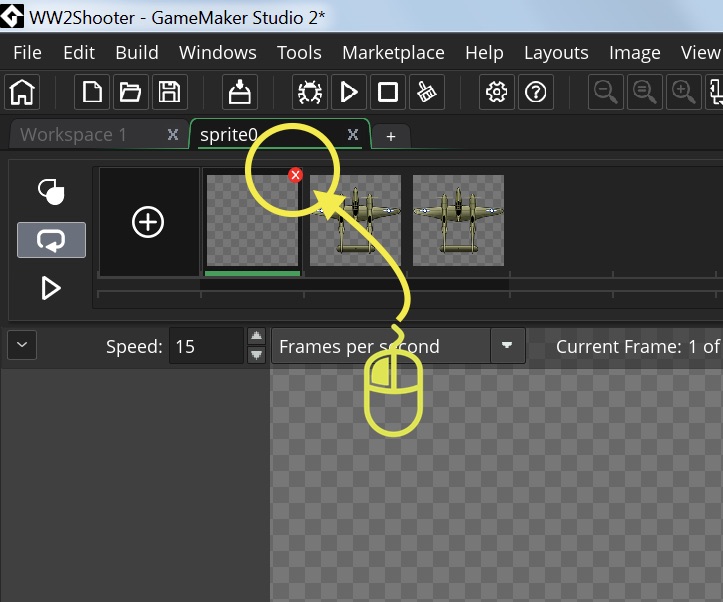 WW2Shooter - GameMaker Studio 2*
File Edit Build Windows Tools Marketplace Help Layouts Image View
Workspace 1 X sprite0 X +
X
Speed: 15 Frames per second Current Frame: 1 of